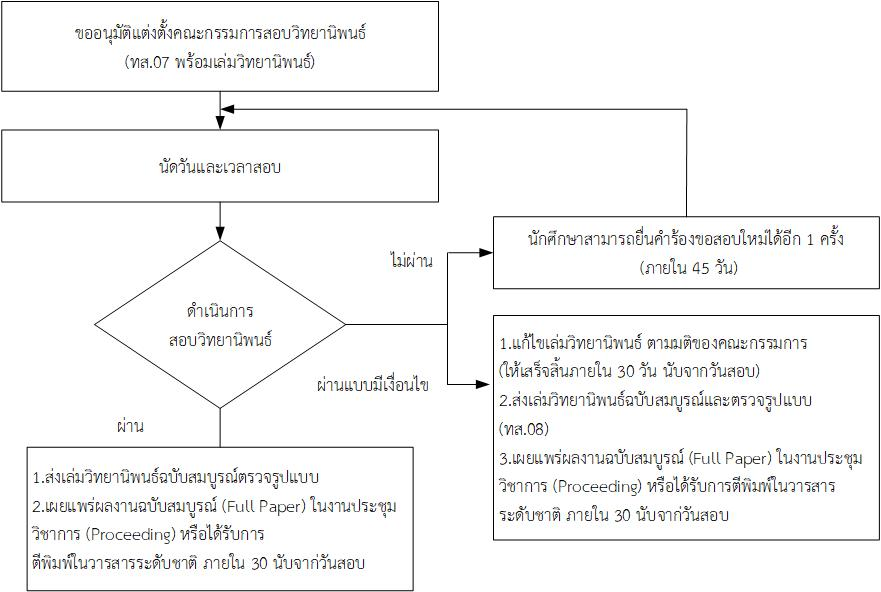 ขออนุมัติแต่งตั้งคณะกรรมการสอบวิทยานิพนธ์
(ทส.07 พร้อมเล่มวิทยานิพนธ์)
นัดวันและเวลาสอบ
ดำเนินการ
สอบวิทยานิพนธ์
ไม่ผ่าน
นักศึกษาสามารถยื่นคำร้องขอสอบใหม่ได้อีก 1 ครั้ง
(ภายใน 45 วัน)
ผ่านแบบมีเงื่อนไข
1.แก้ไขเล่มวิทยานิพนธ์ ตามมติของคณะกรรมการ
(ให้เสร็จสิ้นภายใน 30 วัน นับจากวันสอบ)
2.ส่งเล่มวิทยานิพนธ์ฉบับสมบูรณ์และตรวจรูปแบบ
(ทส.08)
3.เผยแพร่ผลงานฉบับสมบูรณ์ (Full Paper) ในงานประชุม
วิชาการ (Proceeding) หรือได้รับการตีพิมพ์ในวารสาร
ระดับชาติ ภายใน 30 นับจากวันสอบ
ผ่าน
1.ส่งเล่มวิทยานิพนธ์ฉบับสมบูรณ์ตรวจรูปแบบ
2.เผยแพร่ผลงานฉบับสมบูรณ์ (Full Paper) ในงานประชุม
วิชาการ (Proceeding) หรือได้รับการ
ตีพิมพ์ในวารสารระดับชาติ ภายใน 30 นับจาก่วันสอบ